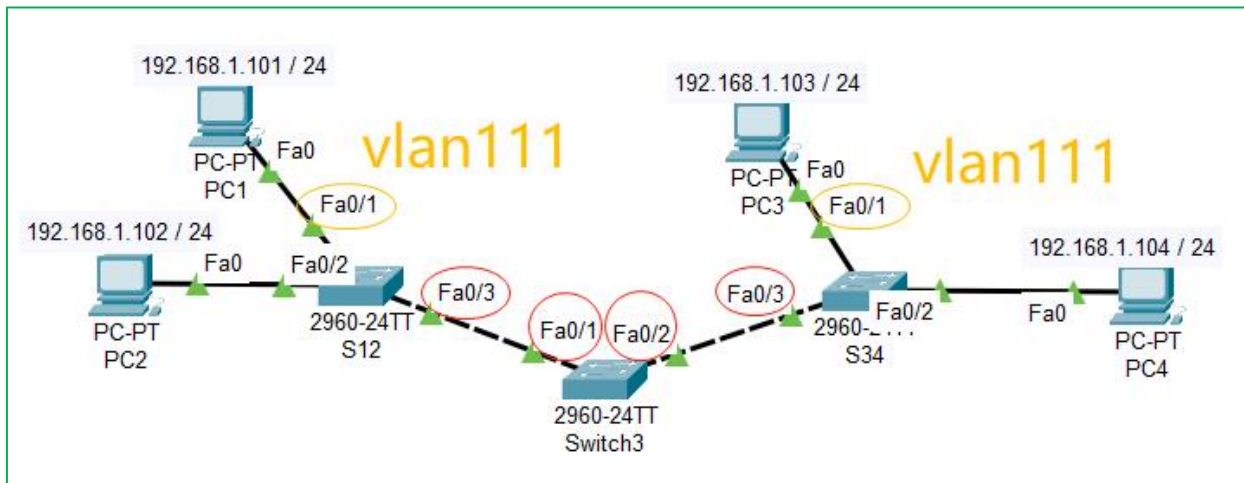 192.168.1.101 / 24
192.168.1.103 / 24
vlan111
vlan111
Fa0
PC-PT
PC1
Fa0/1
Fa0
PC3
Fa0/1
192.168.1.102 / 24
192.168.1.104 / 24
Fa0
Fa0/2
Fa0/3
Fa0/3
Fa0/2
Fa0
PC-PT
PC2
2960-24TT
S12
Fa0/1
Fa0/2
S34
PC-PT
PC4
2960-24TT
Switch3